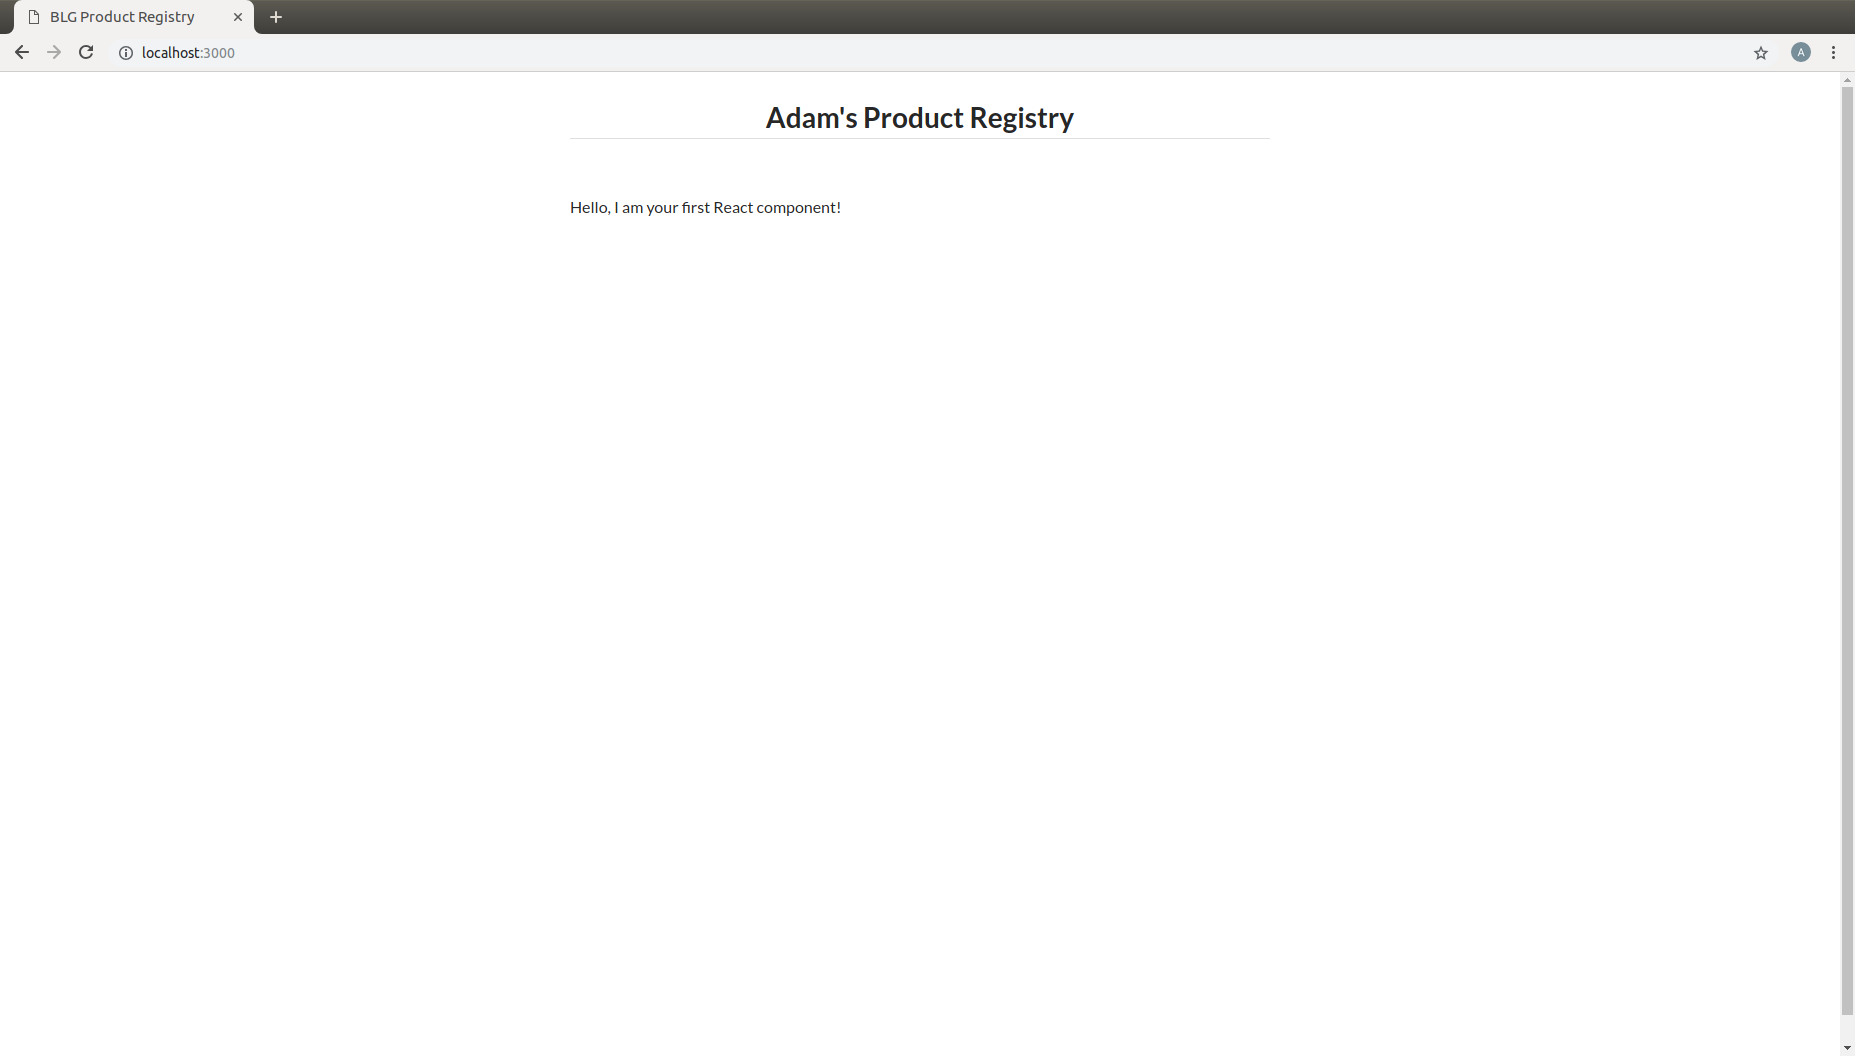 BLG Product Registry
localhost:3000
A
Adam's Product Registry
Hello, I am your first React component!